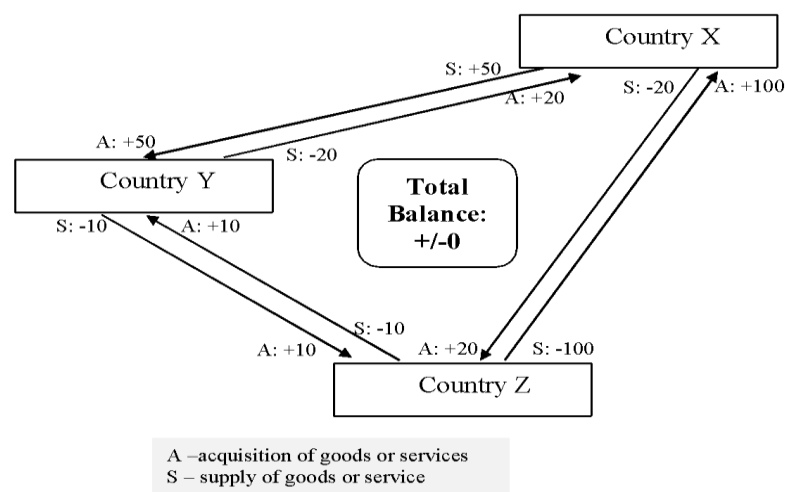 Country X
S: +50
A: +20
S: -20
A: +100
A: +50
S: -20
Country Y
Total
Balance:
+/-0
S: -10
A: +10
S: -10
A: +10
A: +20
S: -100
Country Z
A –acquisition of goods or services
S – supply of goods or service